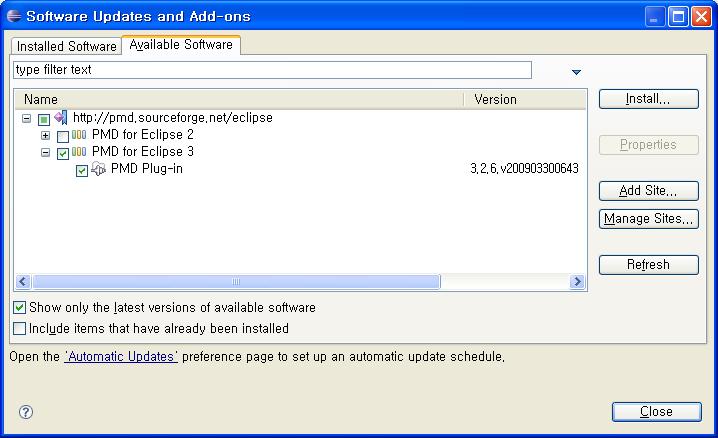 Software Updates and Add-ons
Installed Software
Available Software
type filter text
Name
Version
Install...
http://pmd.sourceforge.net/eclipse
PMD for Eclipse 2
PMD for Eclipse 3
Properties
PMD Plug-in
3.2.6.v200903300643
Add Site...
Manage Sites...
Refresh
Show only the latest versions of available software
Include items that have already been installed
Open the 'Automatic Updates' preference page to set up an automatic update schedule.
?
Close